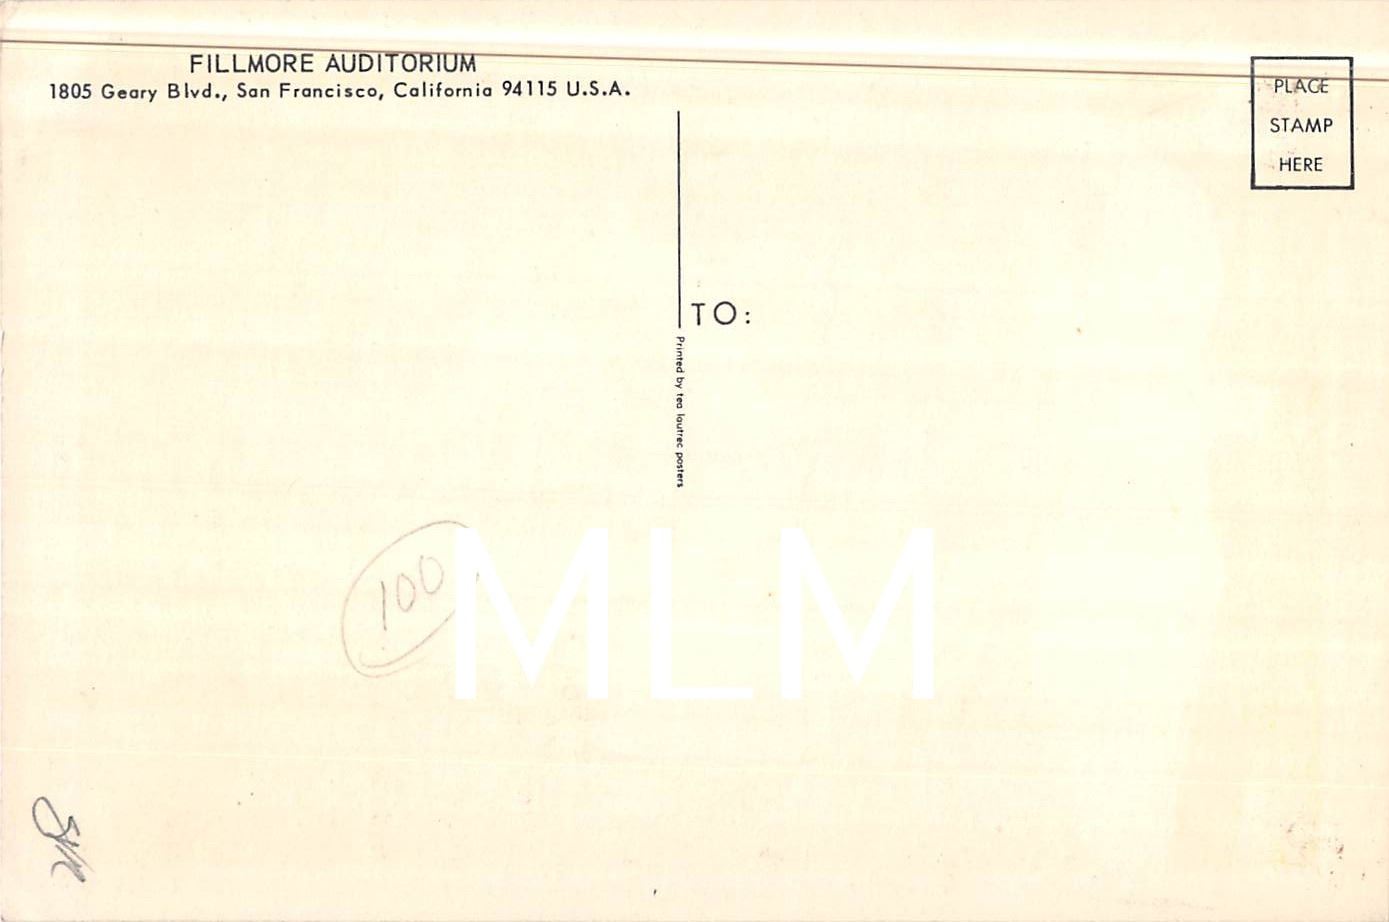 FILLMORE AUDITORIUM
1805 Geary Blvd., San Francisco, California 94115 U.S.A.
PLACE
STAMP
HERE
TO:
Printed by tea lautrec posters
100
MLM